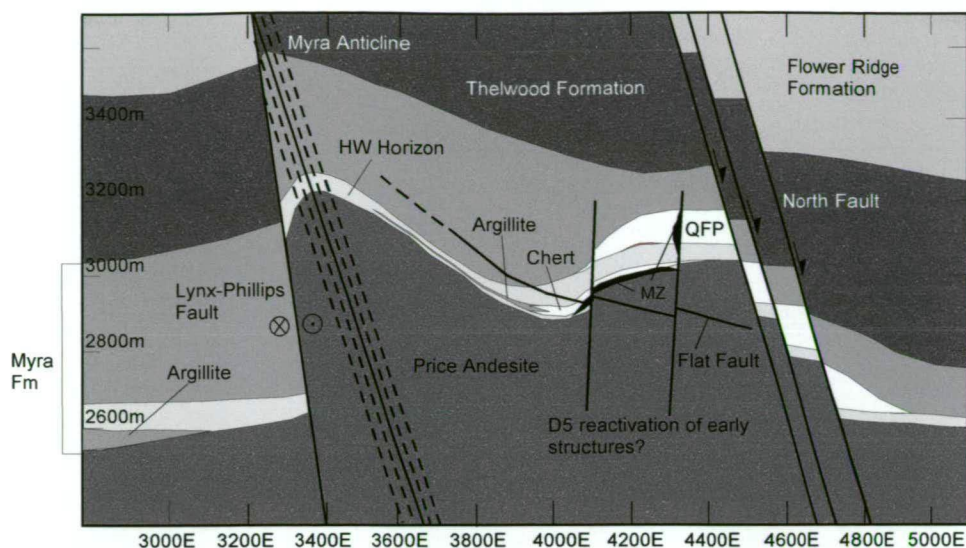 Myra Anticline
Thelwood Formation
Flower Ridge
Formation
3400m
HW Horizon
3200m
North Fault
Argillite
QFP
Chert
3000m
MZ
Lynx-Phillips
Fault
2800m
Myra
Fm
Price Andesite
Flat Fault
Argillite
2600m
D5 reactivation of early
structures?
3000E 3200E 3400E 3600E 3800E 4000E 4200E 4400E 4600E 4800E 5000E